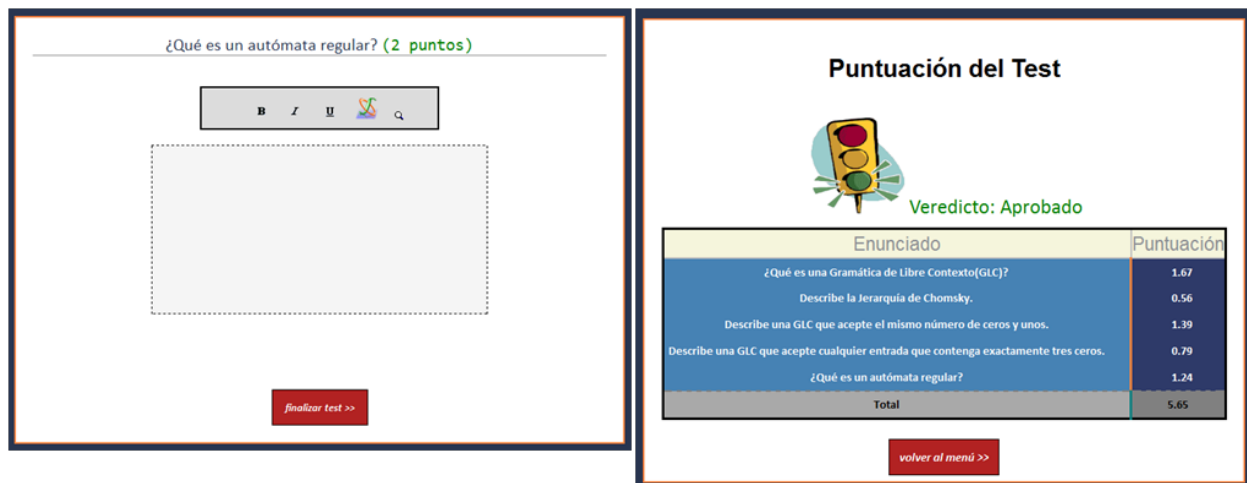 ¿Qué es un autómata regular? (2 puntos)
B I U
finalizar test >>
Puntuación del Test
Veredicto: Aprobado
Enunciado Puntuación
¿Qué es una Gramática de Libre Contexto(GLC)? 1.67
Describe la Jerarquía de Chomsky. 0.56
Describe una GLC que acepte el mismo número de ceros y unos. 1.39
Describe una GLC que acepte cualquier entrada que contenga exactamente tres ceros. 0.79
¿Qué es un autómata regular? 1.24
Total 5.65
volver al menú >>